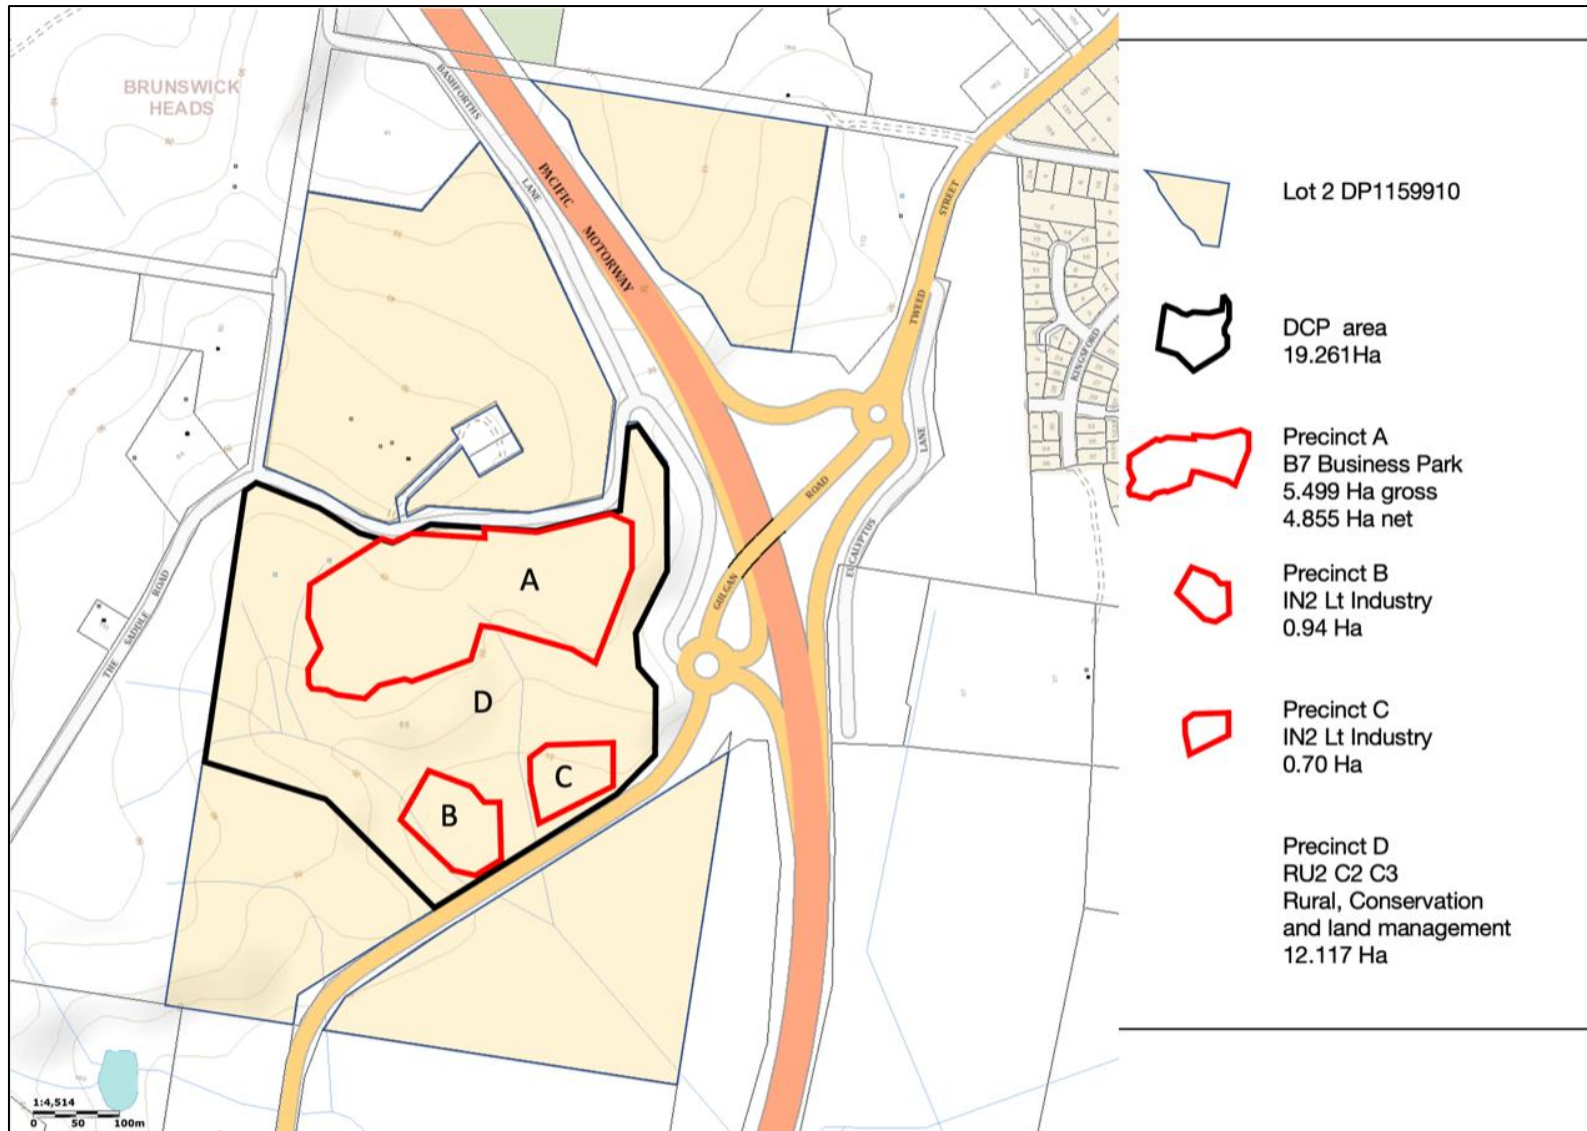 BRUNSWICK
HEADS
BASHFORTHS
LANE
PACIFIC
MOTORWAY
STREET
TWEED
KINGSFORD
LANE
ROAD
EUCALYPTUS
GULGAN
THE SADDLE ROAD
A
D
C
B
1:4,514
0 50 100m
Lot 2 DP1159910
DCP area
19.261Ha
Precinct A
B7 Business Park
5.499 Ha gross
4.855 Ha net
Precinct B
IN2 Lt Industry
0.94 Ha
Precinct C
IN2 Lt Industry
0.70 Ha
Precinct D
RU2 C2 C3
Rural, Conservation
and land management
12.117 Ha